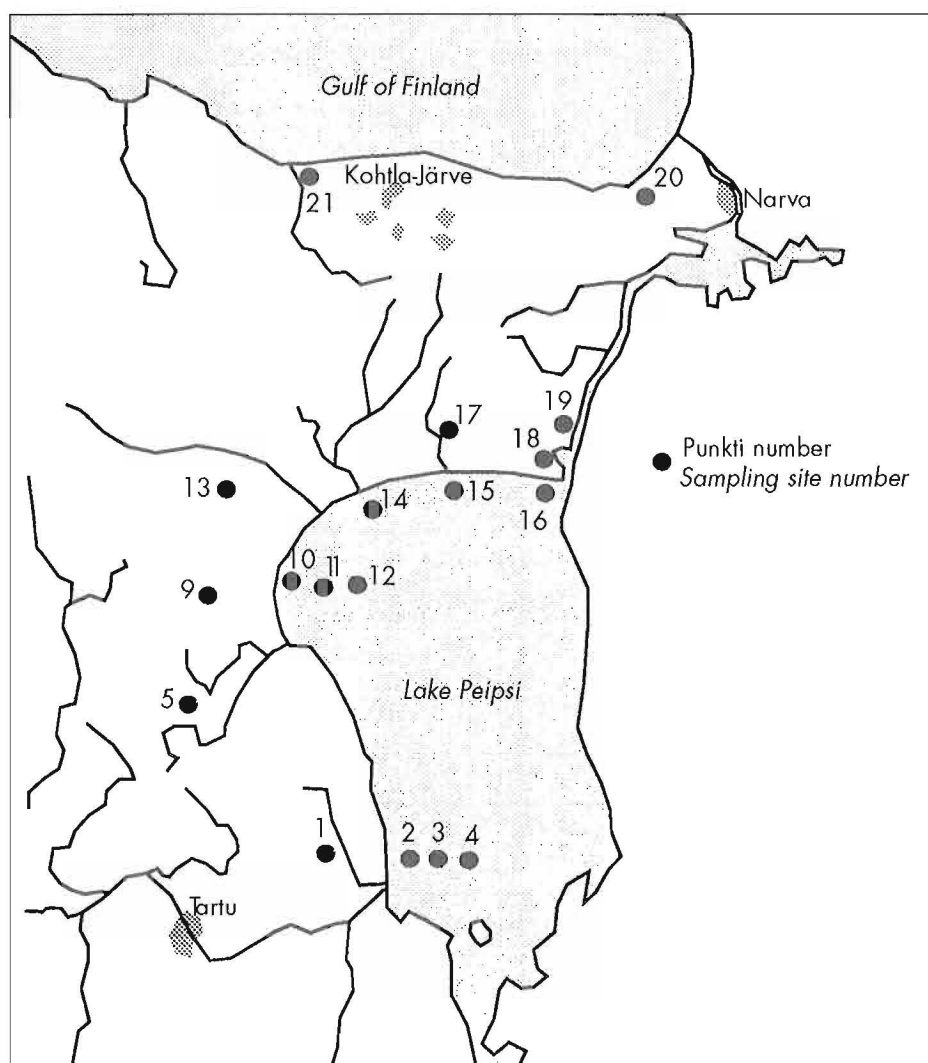 Gulf of Finland
Kohtla-Järve
21
20
Narva
19
17
18
Punkti number
Sampling site number
13
14
15
16
10
11
12
9
5
Lake Peipsi
1
2
3
4
Tartu